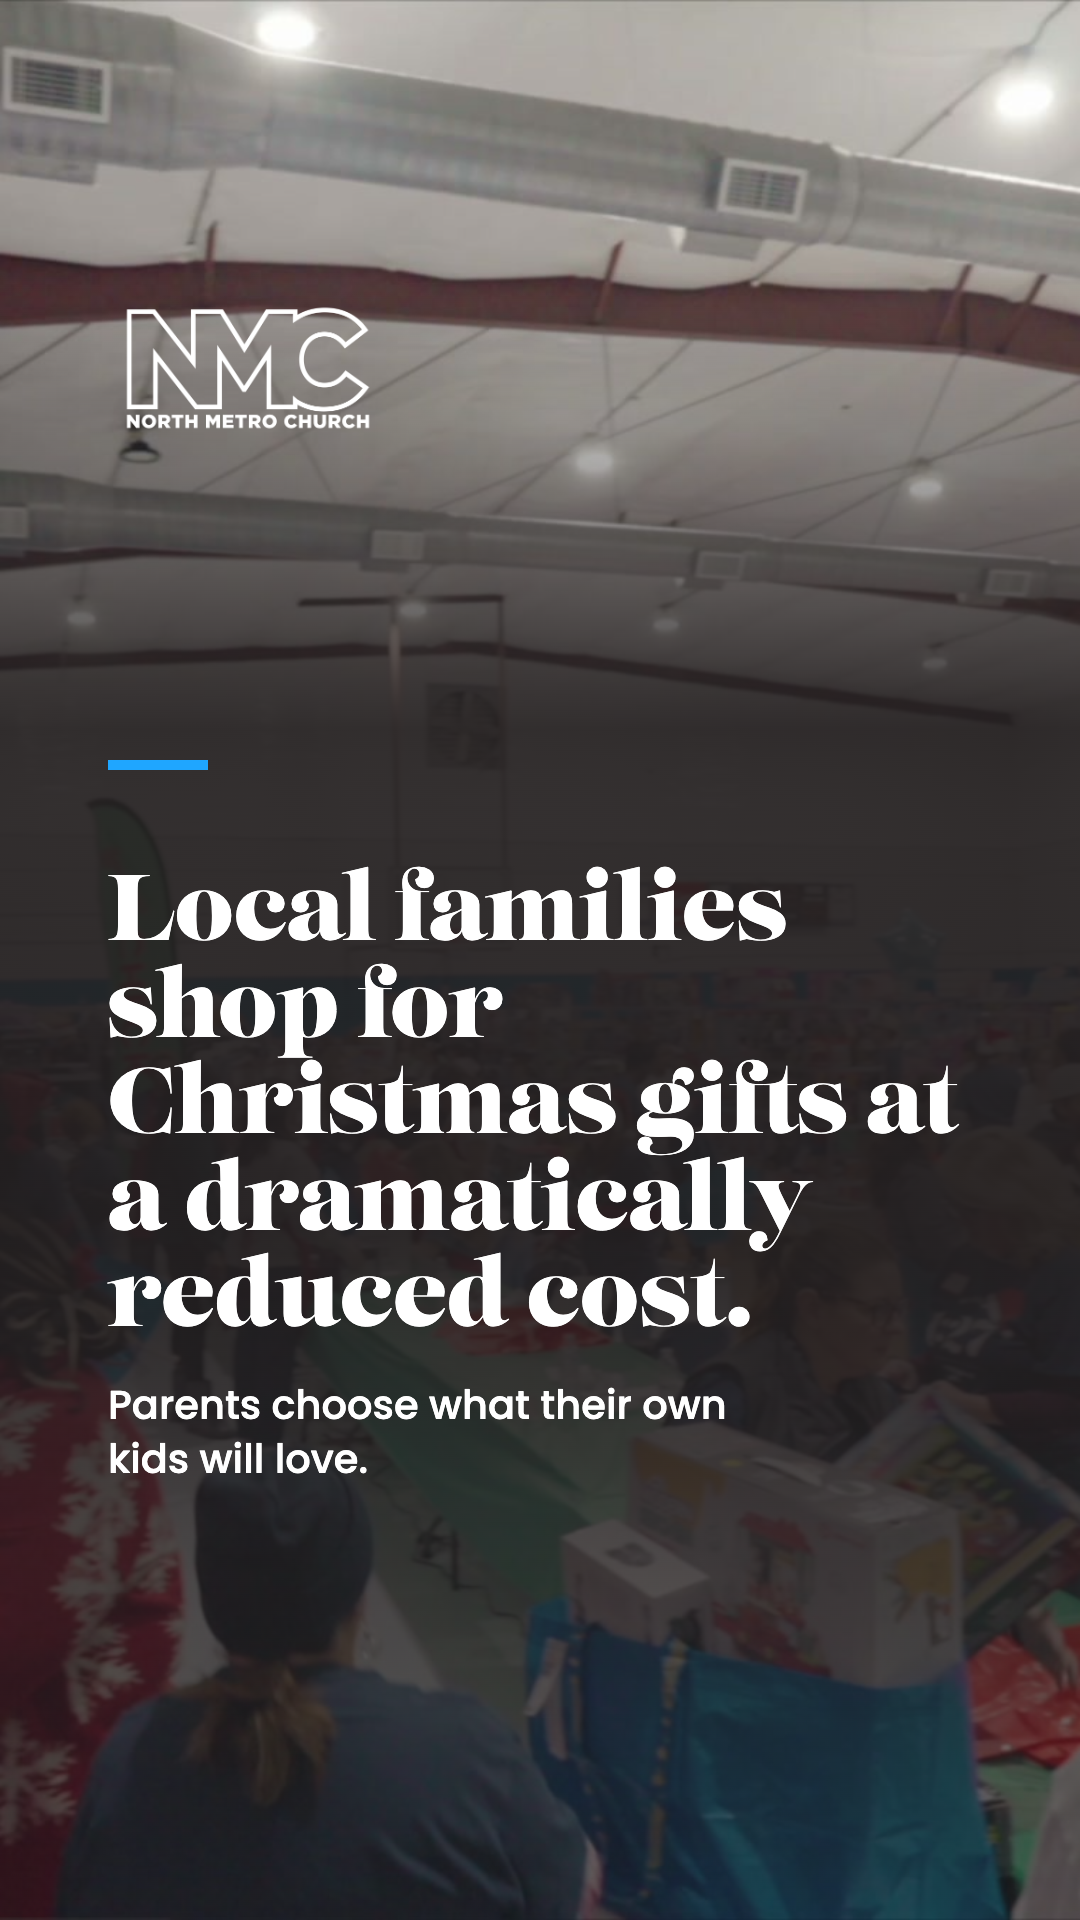 NMC
NORTH METRO CHURCH
Local families
shop for
Christmas gifts at
a dramatically
reduced cost.
Parents choose what their own
kids will love.